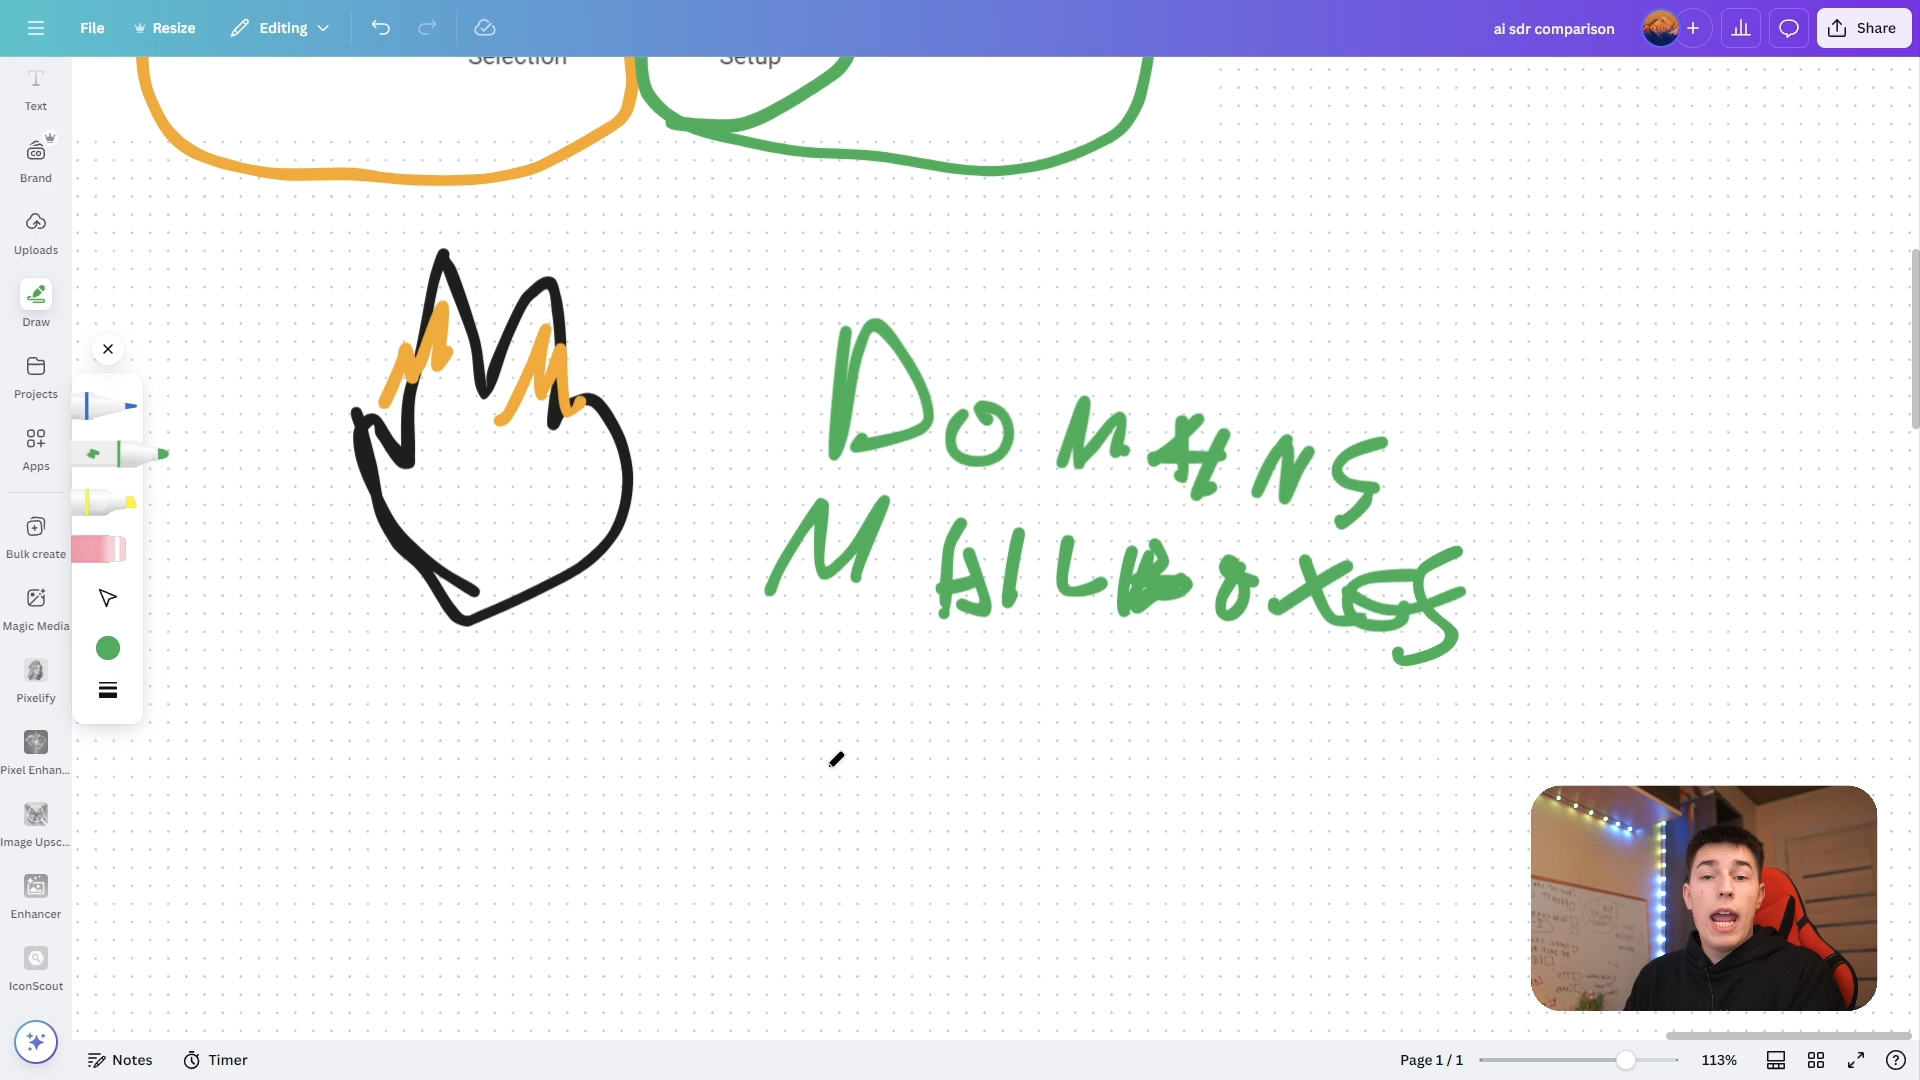 File
Resize
Editing
ai sdr comparison
Share
Selection
Setup
Text
Brand
Uploads
Draw
Projects
Apps
Bulk create
Magic Media
Pixelify
Pixel Enhan...
Image Upsc...
Enhancer
IconScout
DOMAINS
MAILBOXES
Notes
Timer
Page 1 / 1
113%